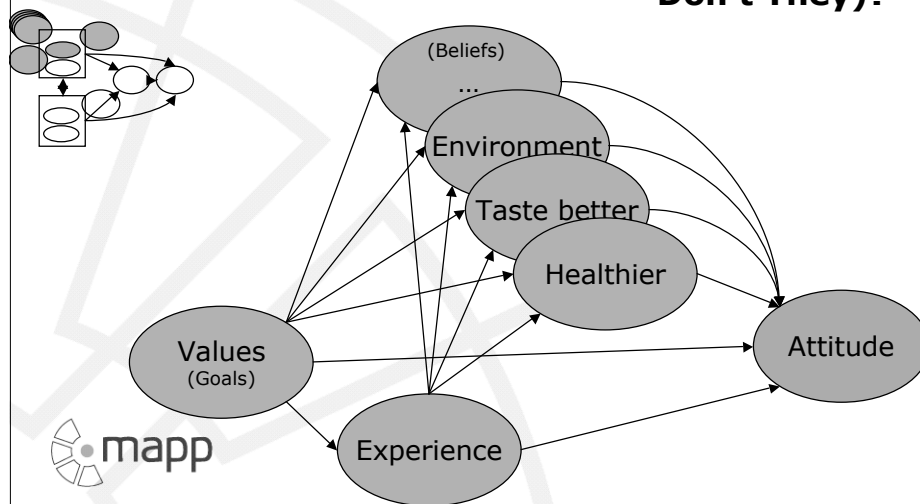 Don't They)?
(Beliefs)
...
Environment
Taste better
Healthier
Values
(Goals)
Attitude
Experience
mapp